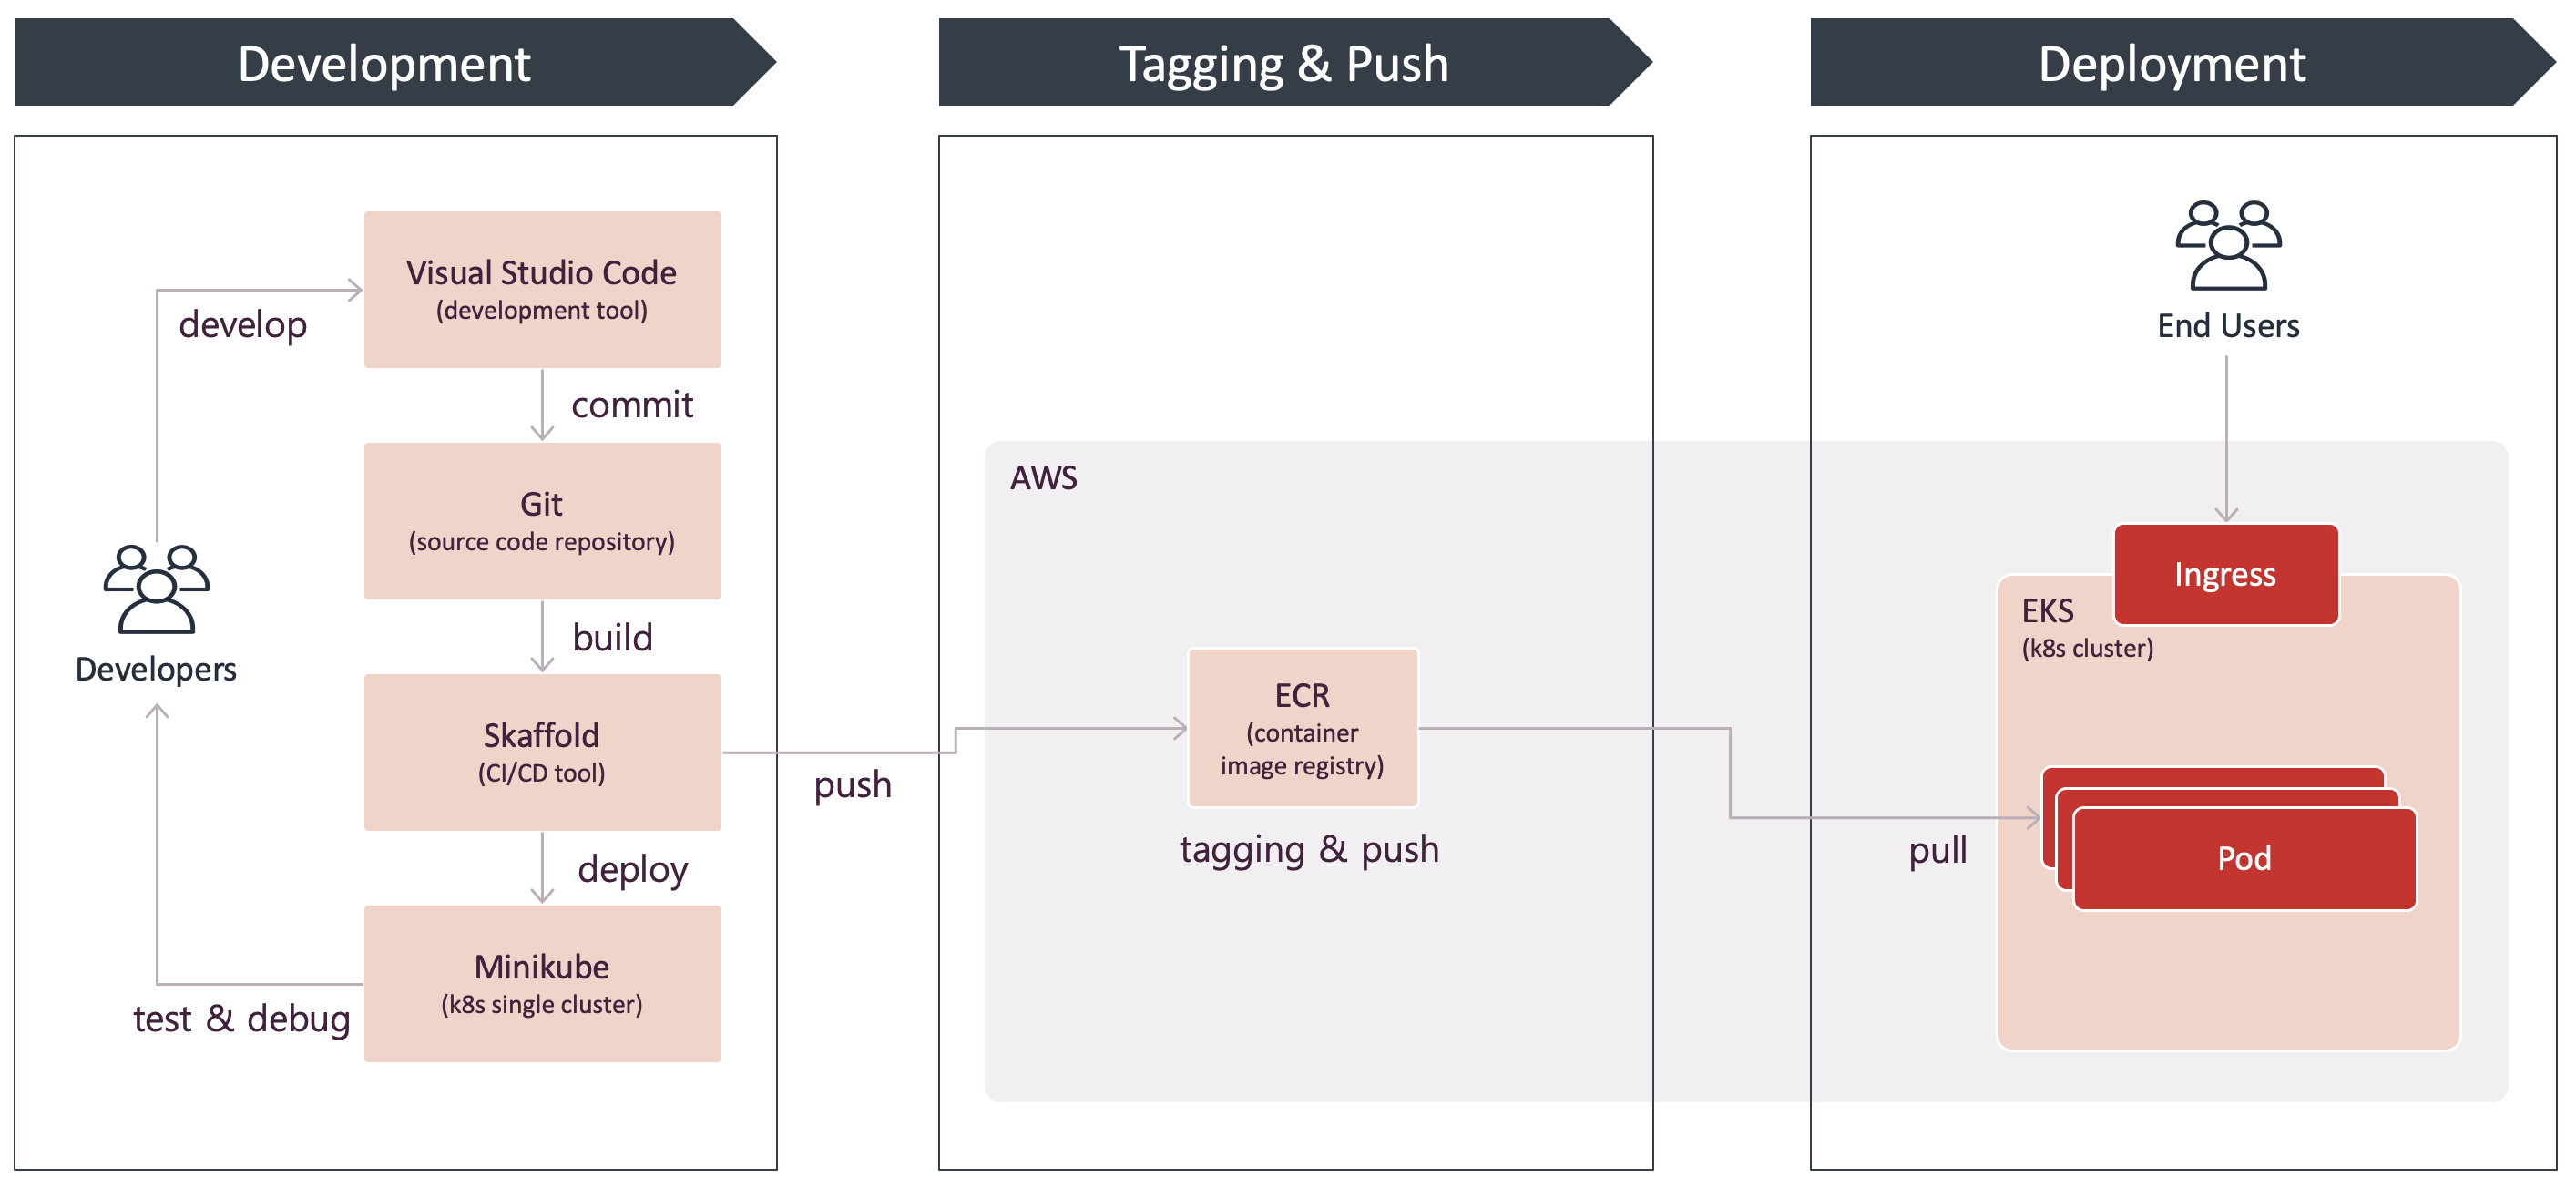 Development
Tagging & Push
Deployment
Visual Studio Code
(development tool)
develop
commit
Git
(source code repository)
build
Developers
Skaffold
(CI/CD tool)
deploy
Minikube
(k8s single cluster)
test & debug
push
AWS
ECR
(container
image registry)
tagging & push
End Users
Ingress
EKS
(k8s cluster)
pull
Pod